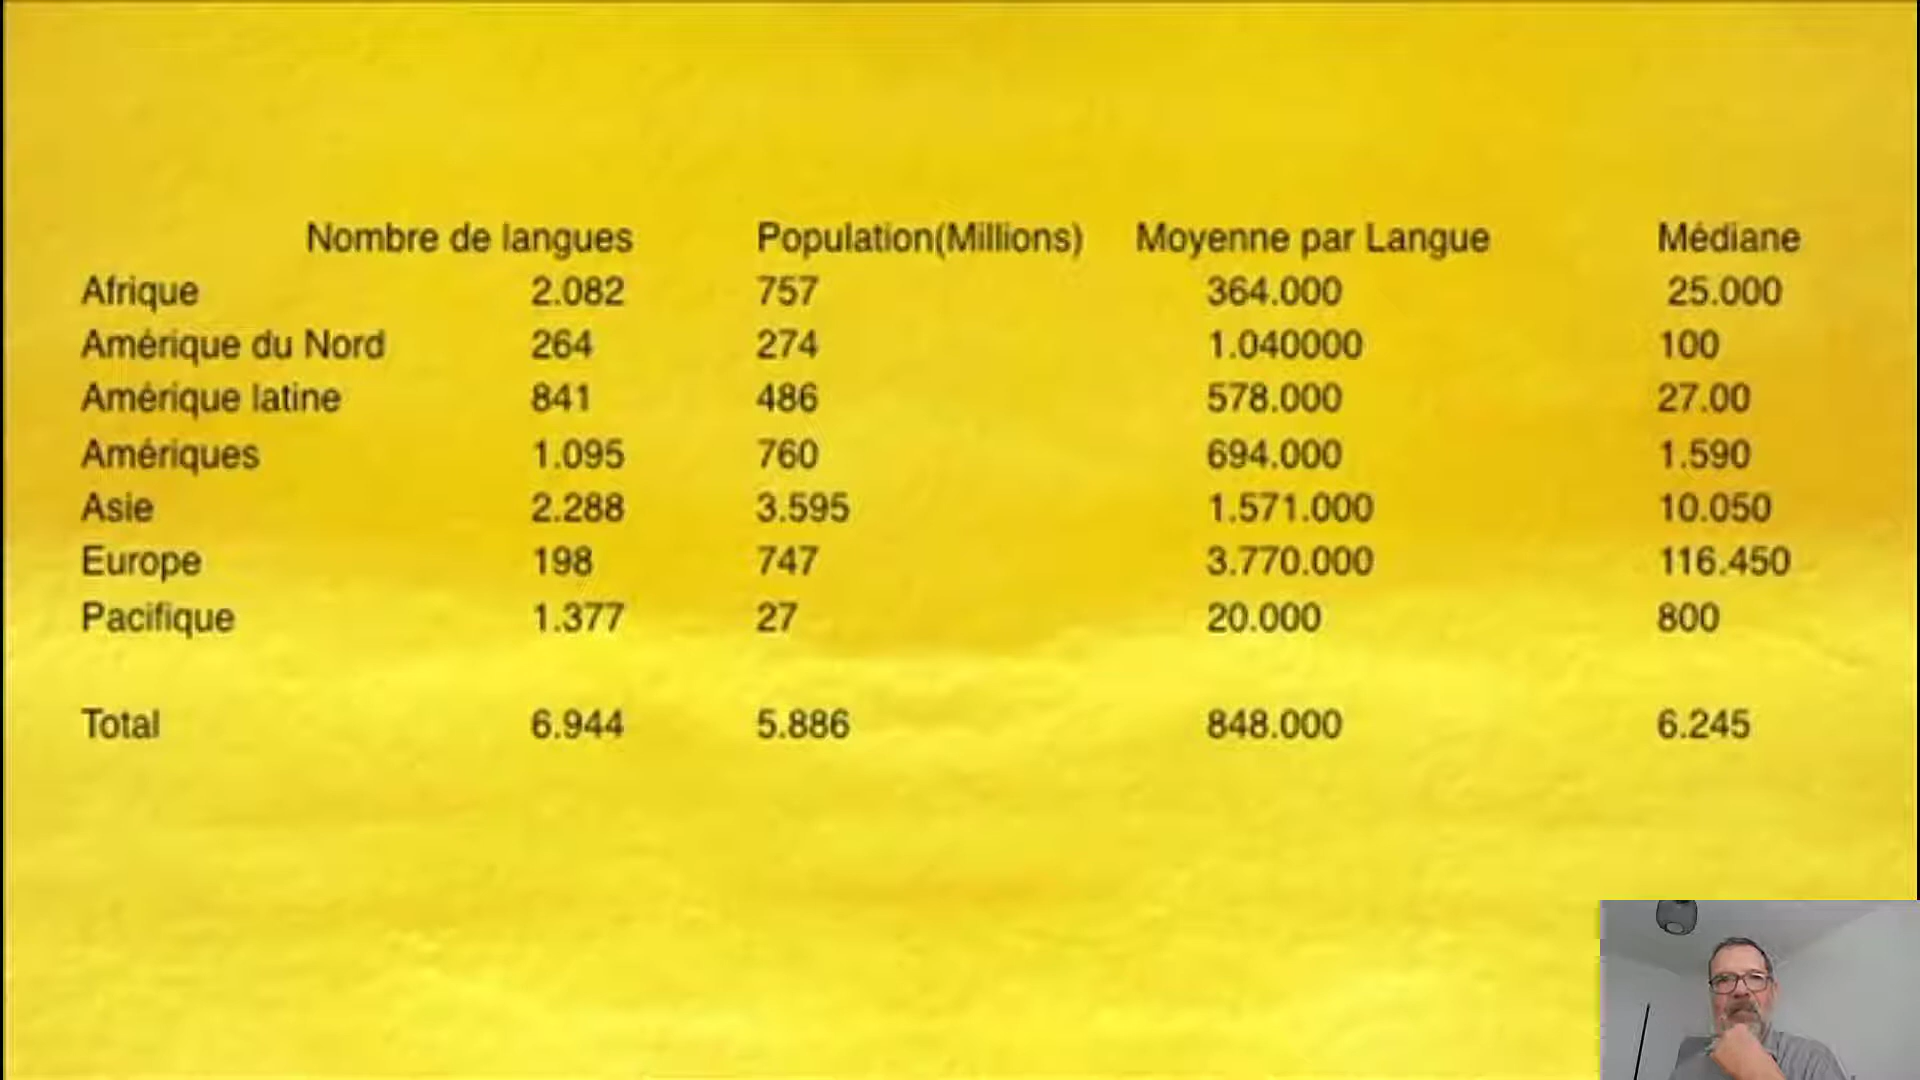 Nombre de langues Population(Millions) Moyenne par Langue Médiane
Afrique 2.082 757 364.000 25.000
Amérique du Nord 264 274 1.040000 100
Amérique latine 841 486 578.000 27.00
Amériques 1.095 760 694.000 1.590
Asie 2.288 3.595 1.571.000 10.050
Europe 198 747 3.770.000 116.450
Pacifique 1.377 27 20.000 800
Total 6.944 5.886 848.000 6.245